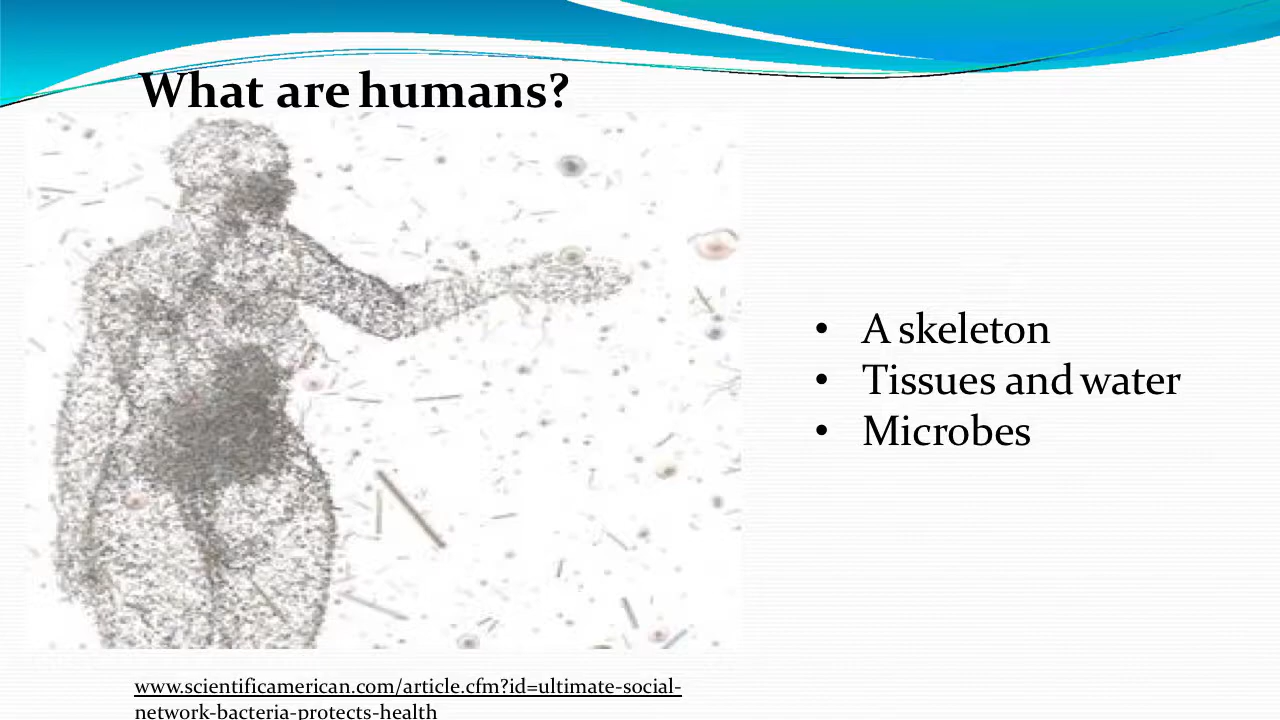 What are humans?
• A skeleton
• Tissues and water
• Microbes
www.scientificamerican.com/article.cfm?id=ultimate-social-
network-bacteria-protects-health